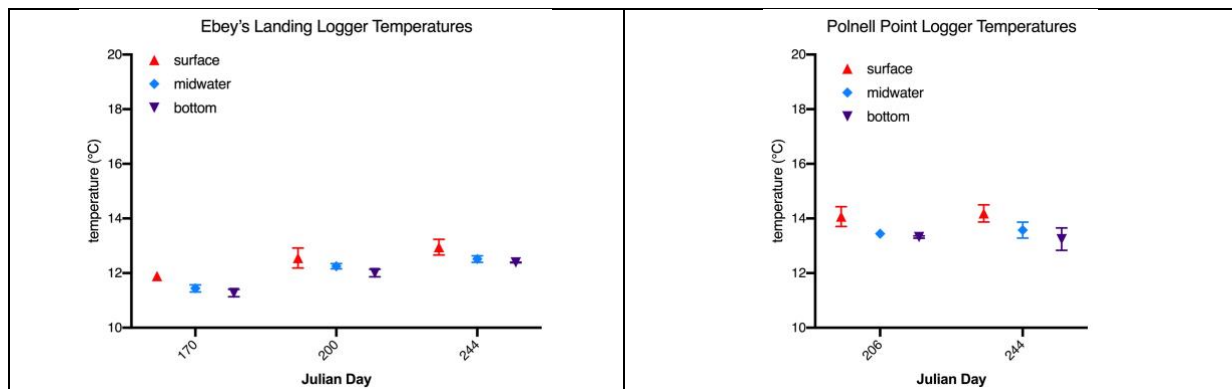 Ebey's Landing Logger Temperatures
20
18
16
14
12
10
temperature (°C)
surface
midwater
bottom
170
200
244
Julian Day
Polnell Point Logger Temperatures
20
18
16
14
12
10
temperature (°C)
surface
midwater
bottom
206
244
Julian Day